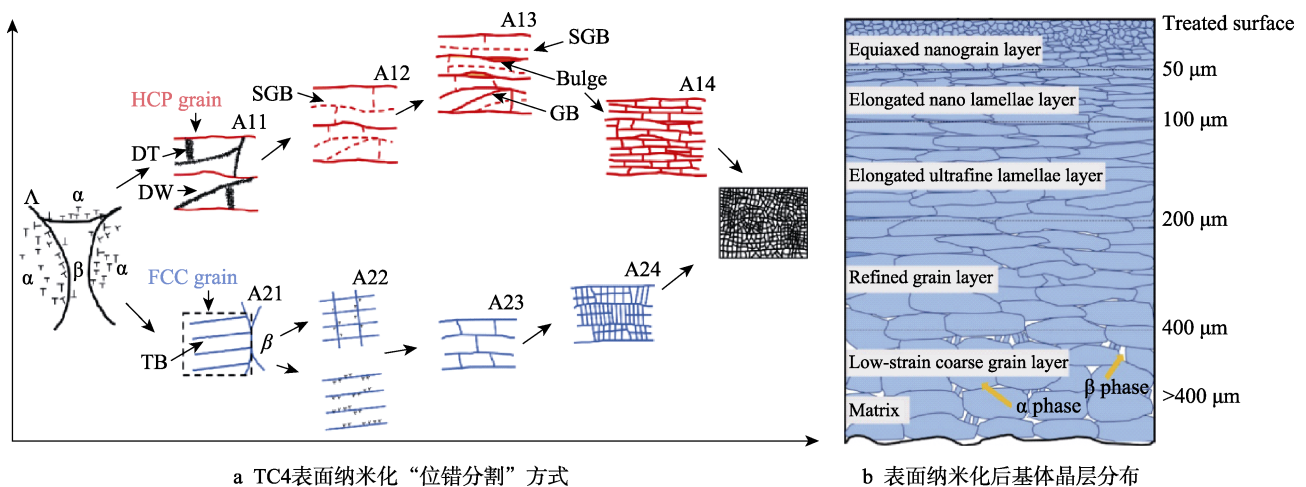 A13
SGB
A12
Bulge
A14
SGB
GB
HCP grain
A11
DT
DW
α
Λ
α
β
α
FCC grain
A21
A22
A23
A24
β
TB
a TC4表面纳米化“位错分割”方式
Treated surface
Equiaxed nanograin layer
50 μm
Elongated nano lamellae layer
100 μm
Elongated ultrafine lamellae layer
200 μm
Refined grain layer
400 μm
Low-strain coarse grain layer
β phase
>400 μm
α phase
Matrix
b 表面纳米化后基体晶层分布